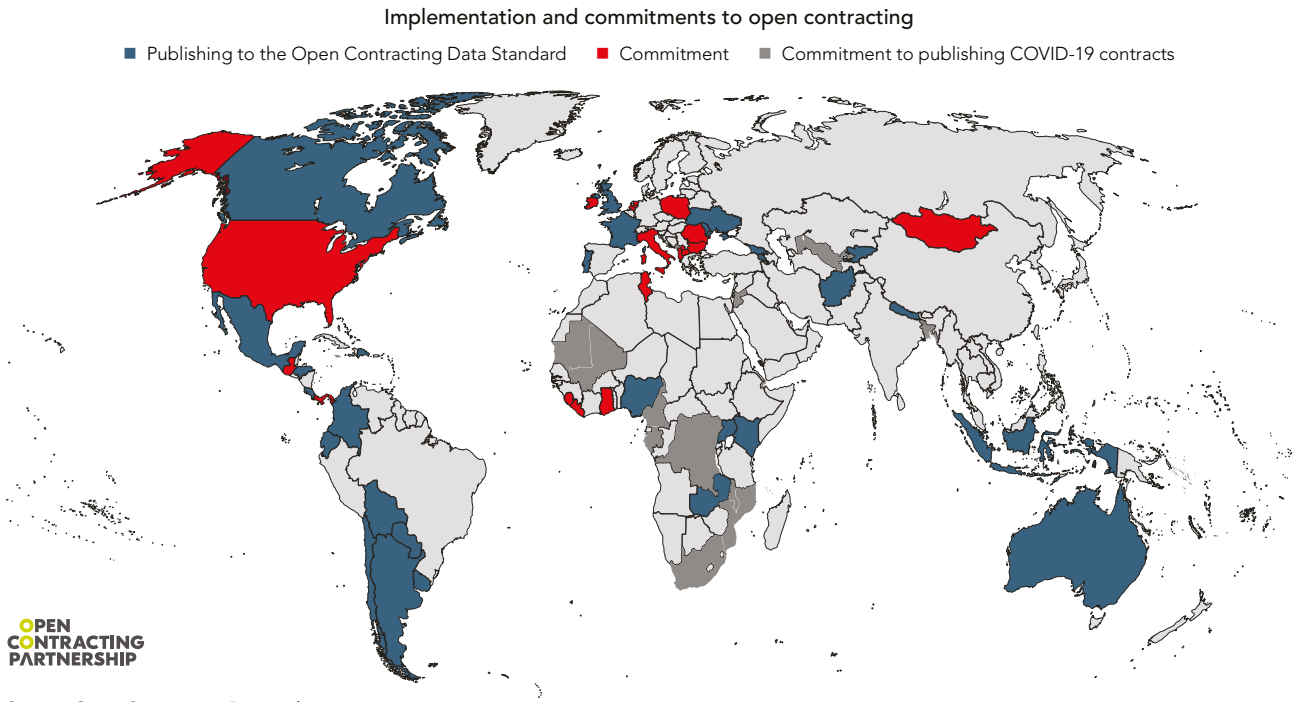 Implementation and commitments to open contracting
Publishing to the Open Contracting Data Standard Commitment Commitment to publishing COVID-19 contracts
OPEN
CONTRACTING
PARTNERSHIP